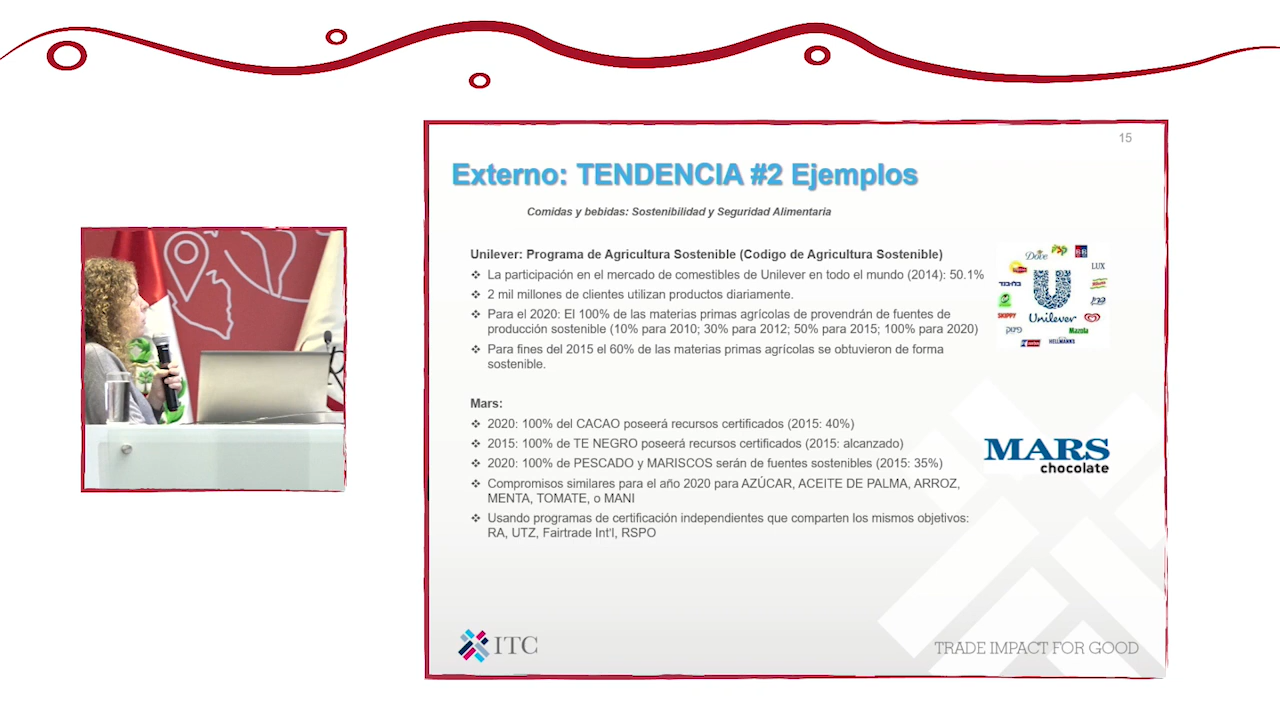 15
Externo: TENDENCIA #2 Ejemplos
Comidas y bebidas: Sostenibilidad y Seguridad Alimentaria
Unilever: Programa de Agricultura Sostenible (Codigo de Agricultura Sostenible)
❖ La participación en el mercado de comestibles de Unilever en todo el mundo (2014): 50.1%
❖ 2 mil millones de clientes utilizan productos diariamente.
❖ Para el 2020: El 100% de las materias primas agrícolas de provendrán de fuentes de
producción sostenible (10% para 2010; 30% para 2012; 50% para 2015; 100% para 2020)
❖ Para fines del 2015 el 60% de las materias primas agrícolas se obtuvieron de forma
sostenible.
Dove
LUX
Unilever
SKIPPY
Mazola
HELLMANN'S
Mars:
❖ 2020: 100% del CACAO poseerá recursos certificados (2015: 40%)
❖ 2015: 100% de TE NEGRO poseerá recursos certificados (2015: alcanzado)
❖ 2020: 100% de PESCADO y MARISCOS serán de fuentes sostenibles (2015: 35%)
❖ Compromisos similares para el año 2020 para AZÚCAR, ACEITE DE PALMA, ARROZ,
MENTA, TOMATE, o MANI
❖ Usando programas de certificación independientes que comparten los mismos objetivos:
RA, UTZ, Fairtrade Int'l, RSPO
MARS
chocolate
ITC
TRADE IMPACT FOR GOOD